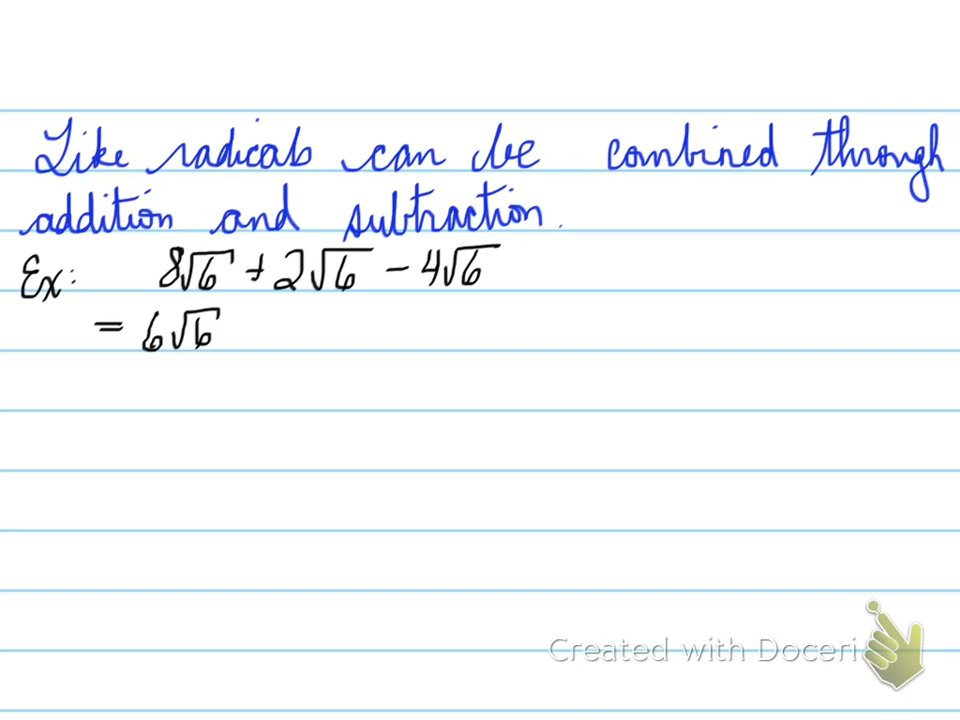 Like radicals can be combined through
addition and subtraction.
Ex: 8√6 + 2√6 - 4√6
= 6√6
Created with Doceri